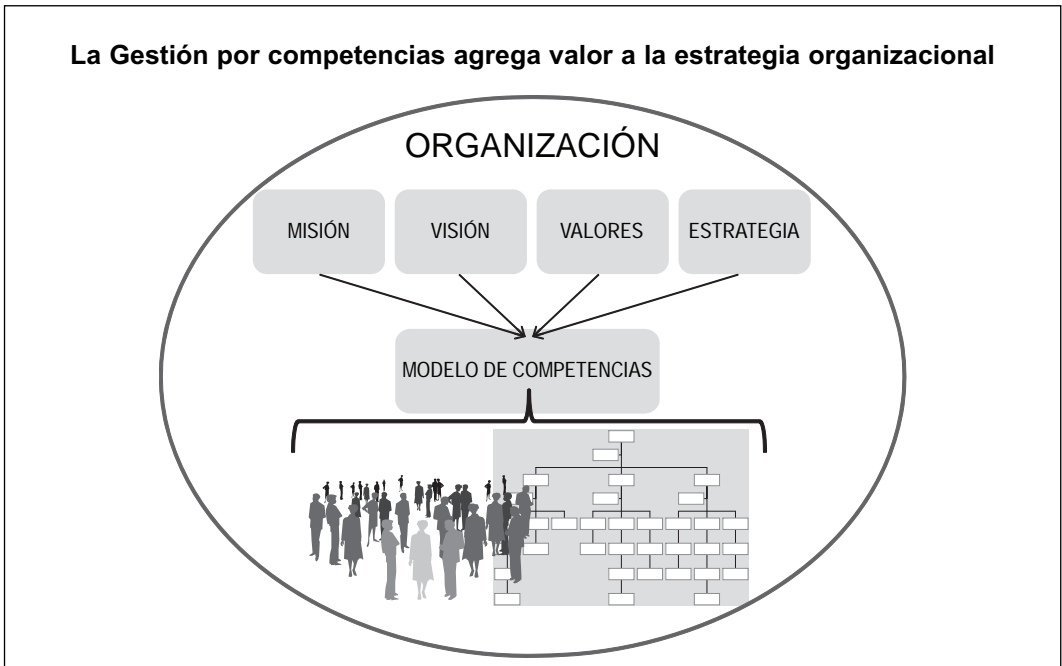 La Gestión por competencias agrega valor a la estrategia organizacional
ORGANIZACIÓN
MISIÓN
VISIÓN
VALORES
ESTRATEGIA
MODELO DE COMPETENCIAS